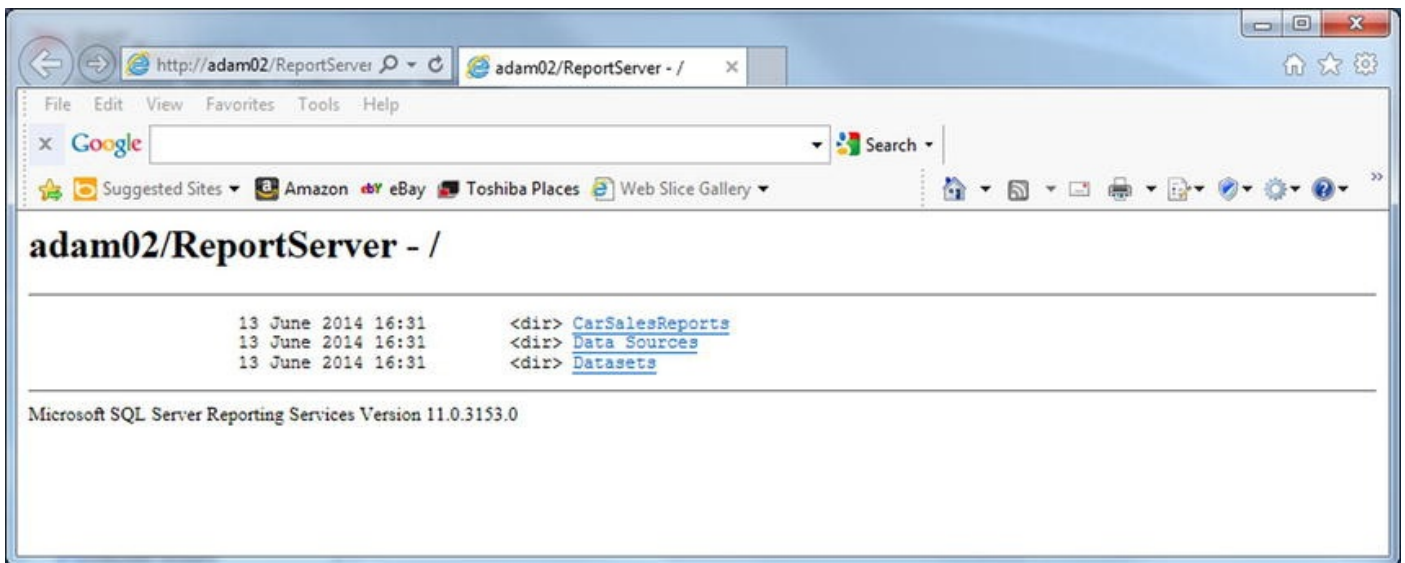 http://adam02/ReportServer
adam02/ReportServer - /
File Edit View Favorites Tools Help
x Google Search
Suggested Sites Amazon ebY eBay Toshiba Places Web Slice Gallery »
adam02/ReportServer - /
13 June 2014 16:31 <dir> CarSalesReports
13 June 2014 16:31 <dir> Data Sources
13 June 2014 16:31 <dir> Datasets
Microsoft SQL Server Reporting Services Version 11.0.3153.0